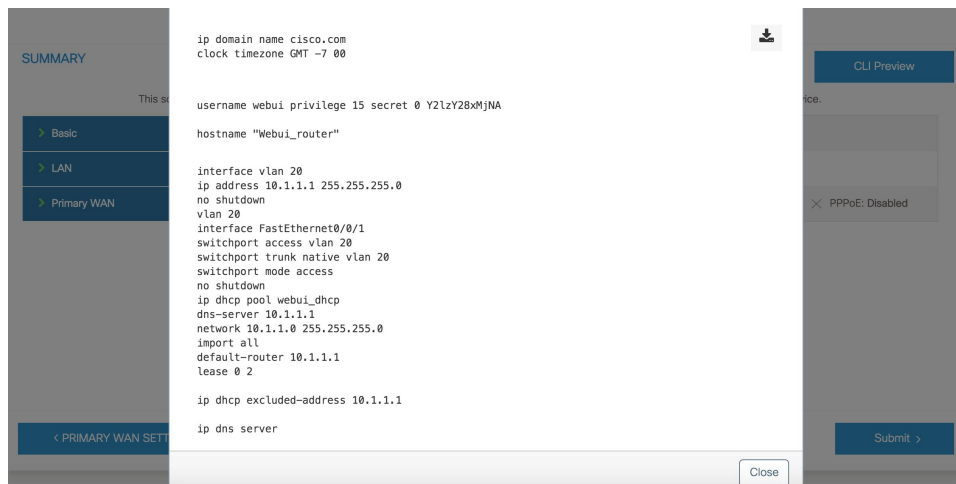 SUMMARY
CLI Preview
This s
vice.
Basic
LAN
Primary WAN
PPPoE: Disabled
ip domain name cisco.com
clock timezone GMT -7 00
username webui privilege 15 secret 0 Y2lzY28xMjNA
hostname "Webui_router"
interface vlan 20
ip address 10.1.1.1 255.255.255.0
no shutdown
vlan 20
interface FastEthernet0/0/1
switchport access vlan 20
switchport trunk native vlan 20
switchport mode access
no shutdown
ip dhcp pool webui_dhcp
dns-server 10.1.1.1
network 10.1.1.0 255.255.255.0
import all
default-router 10.1.1.1
lease 0 2
ip dhcp excluded-address 10.1.1.1
ip dns server
< PRIMARY WAN SETT
Submit >
Close